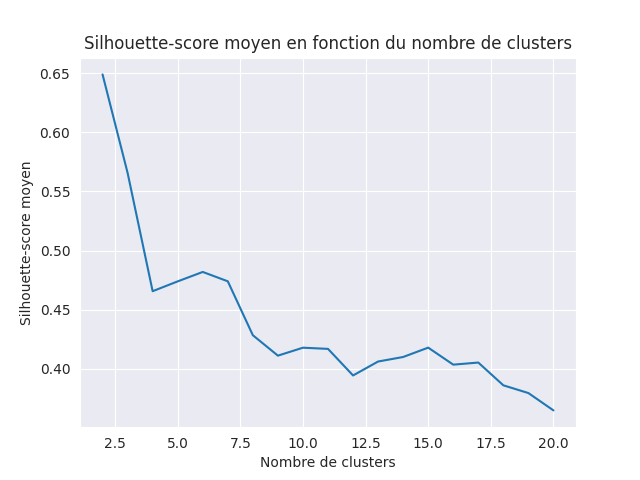 Silhouette-score moyen en fonction du nombre de clusters
0.65
0.60
0.55
0.50
0.45
0.40
Silhouette-score moyen
2.5 5.0 7.5 10.0 12.5 15.0 17.5 20.0
Nombre de clusters